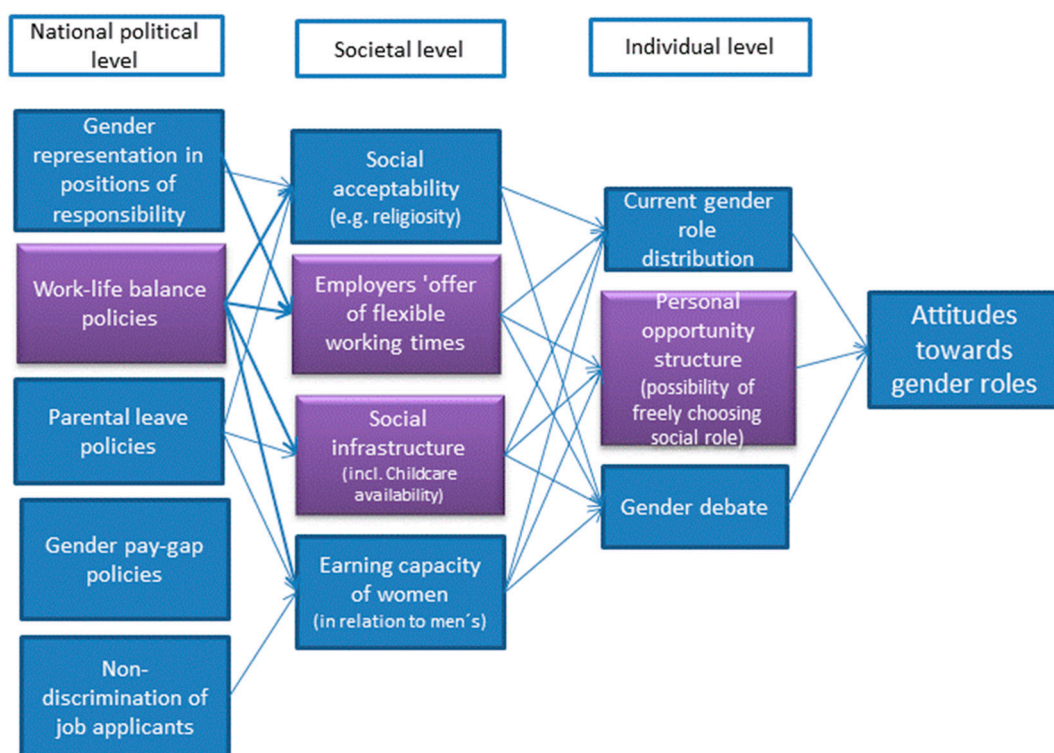 National political
level
Societal level
Individual level
Gender
representation in
positions of
responsibility
Work-life balance
policies
Parental leave
policies
Gender pay-gap
policies
Non-
discrimination of
job applicants
Social
acceptability
(e.g. religiosity)
Employers 'offer
of flexible
working times
Social
infrastructure
(incl. Childcare
availability)
Earning capacity
of women
(in relation to men´s)
Current gender
role
distribution
Personal
opportunity
structure
(possibility of
freely choosing
social role)
Gender debate
Attitudes
towards
gender roles